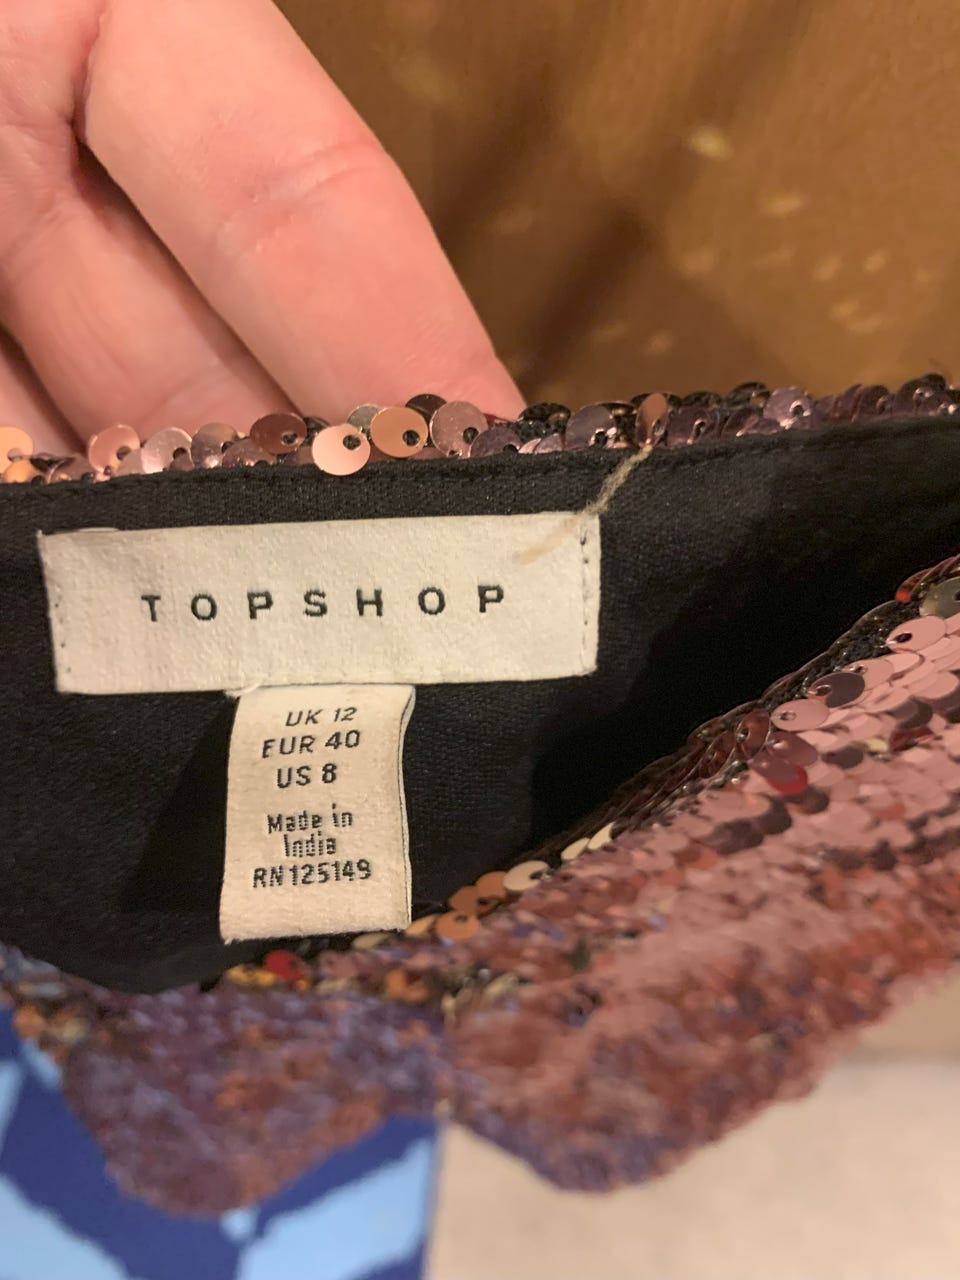 TOPSHOP
UK 12
EUR 40
US 8
Made in
India
RN125149